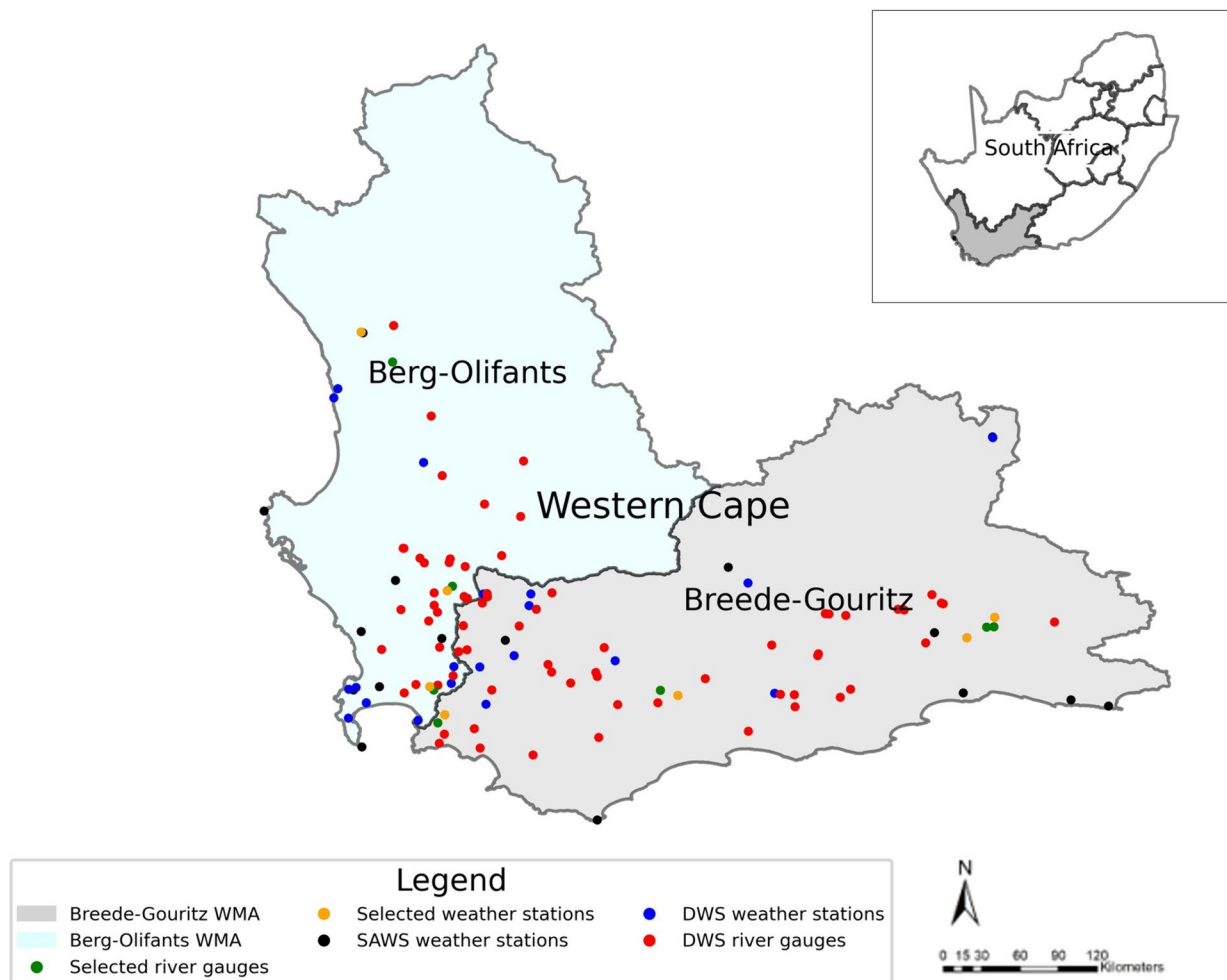 South Africa
Berg-Olifants
Western Cape
Breede-Gouritz
Legend
Breede-Gouritz WMA
Berg-Olifants WMA
Selected river gauges
Selected weather stations
SAWS weather stations
DWS weather stations
DWS river gauges
N
0 15 30 60 90 120
Kilometers